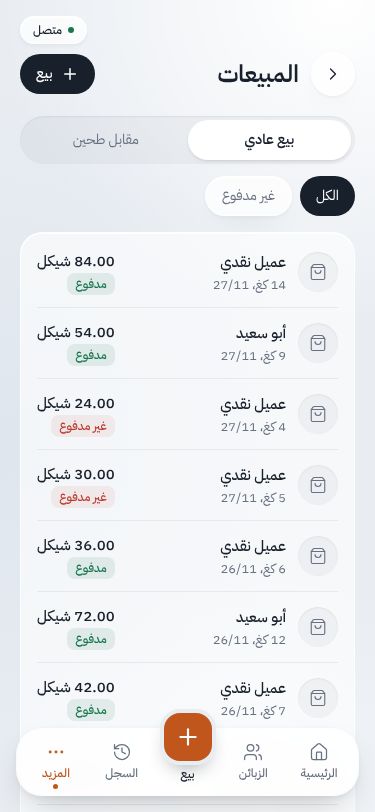 متصل
المبيعات
بيع
بيع عادي
مقابل طحين
الكل
غير مدفوع
عميل نقدي
84.00 شيكل
14 كغ، 27/11
مدفوع
أبو سعيد
54.00 شيكل
9 كغ، 27/11
مدفوع
عميل نقدي
24.00 شيكل
4 كغ، 27/11
غير مدفوع
عميل نقدي
30.00 شيكل
5 كغ، 27/11
غير مدفوع
عميل نقدي
36.00 شيكل
6 كغ، 26/11
مدفوع
أبو سعيد
72.00 شيكل
12 كغ، 26/11
مدفوع
عميل نقدي
42.00 شيكل
7 كغ، 26/11
مدفوع
الرئيسية
الزبائن
بيع
السجل
المزيد